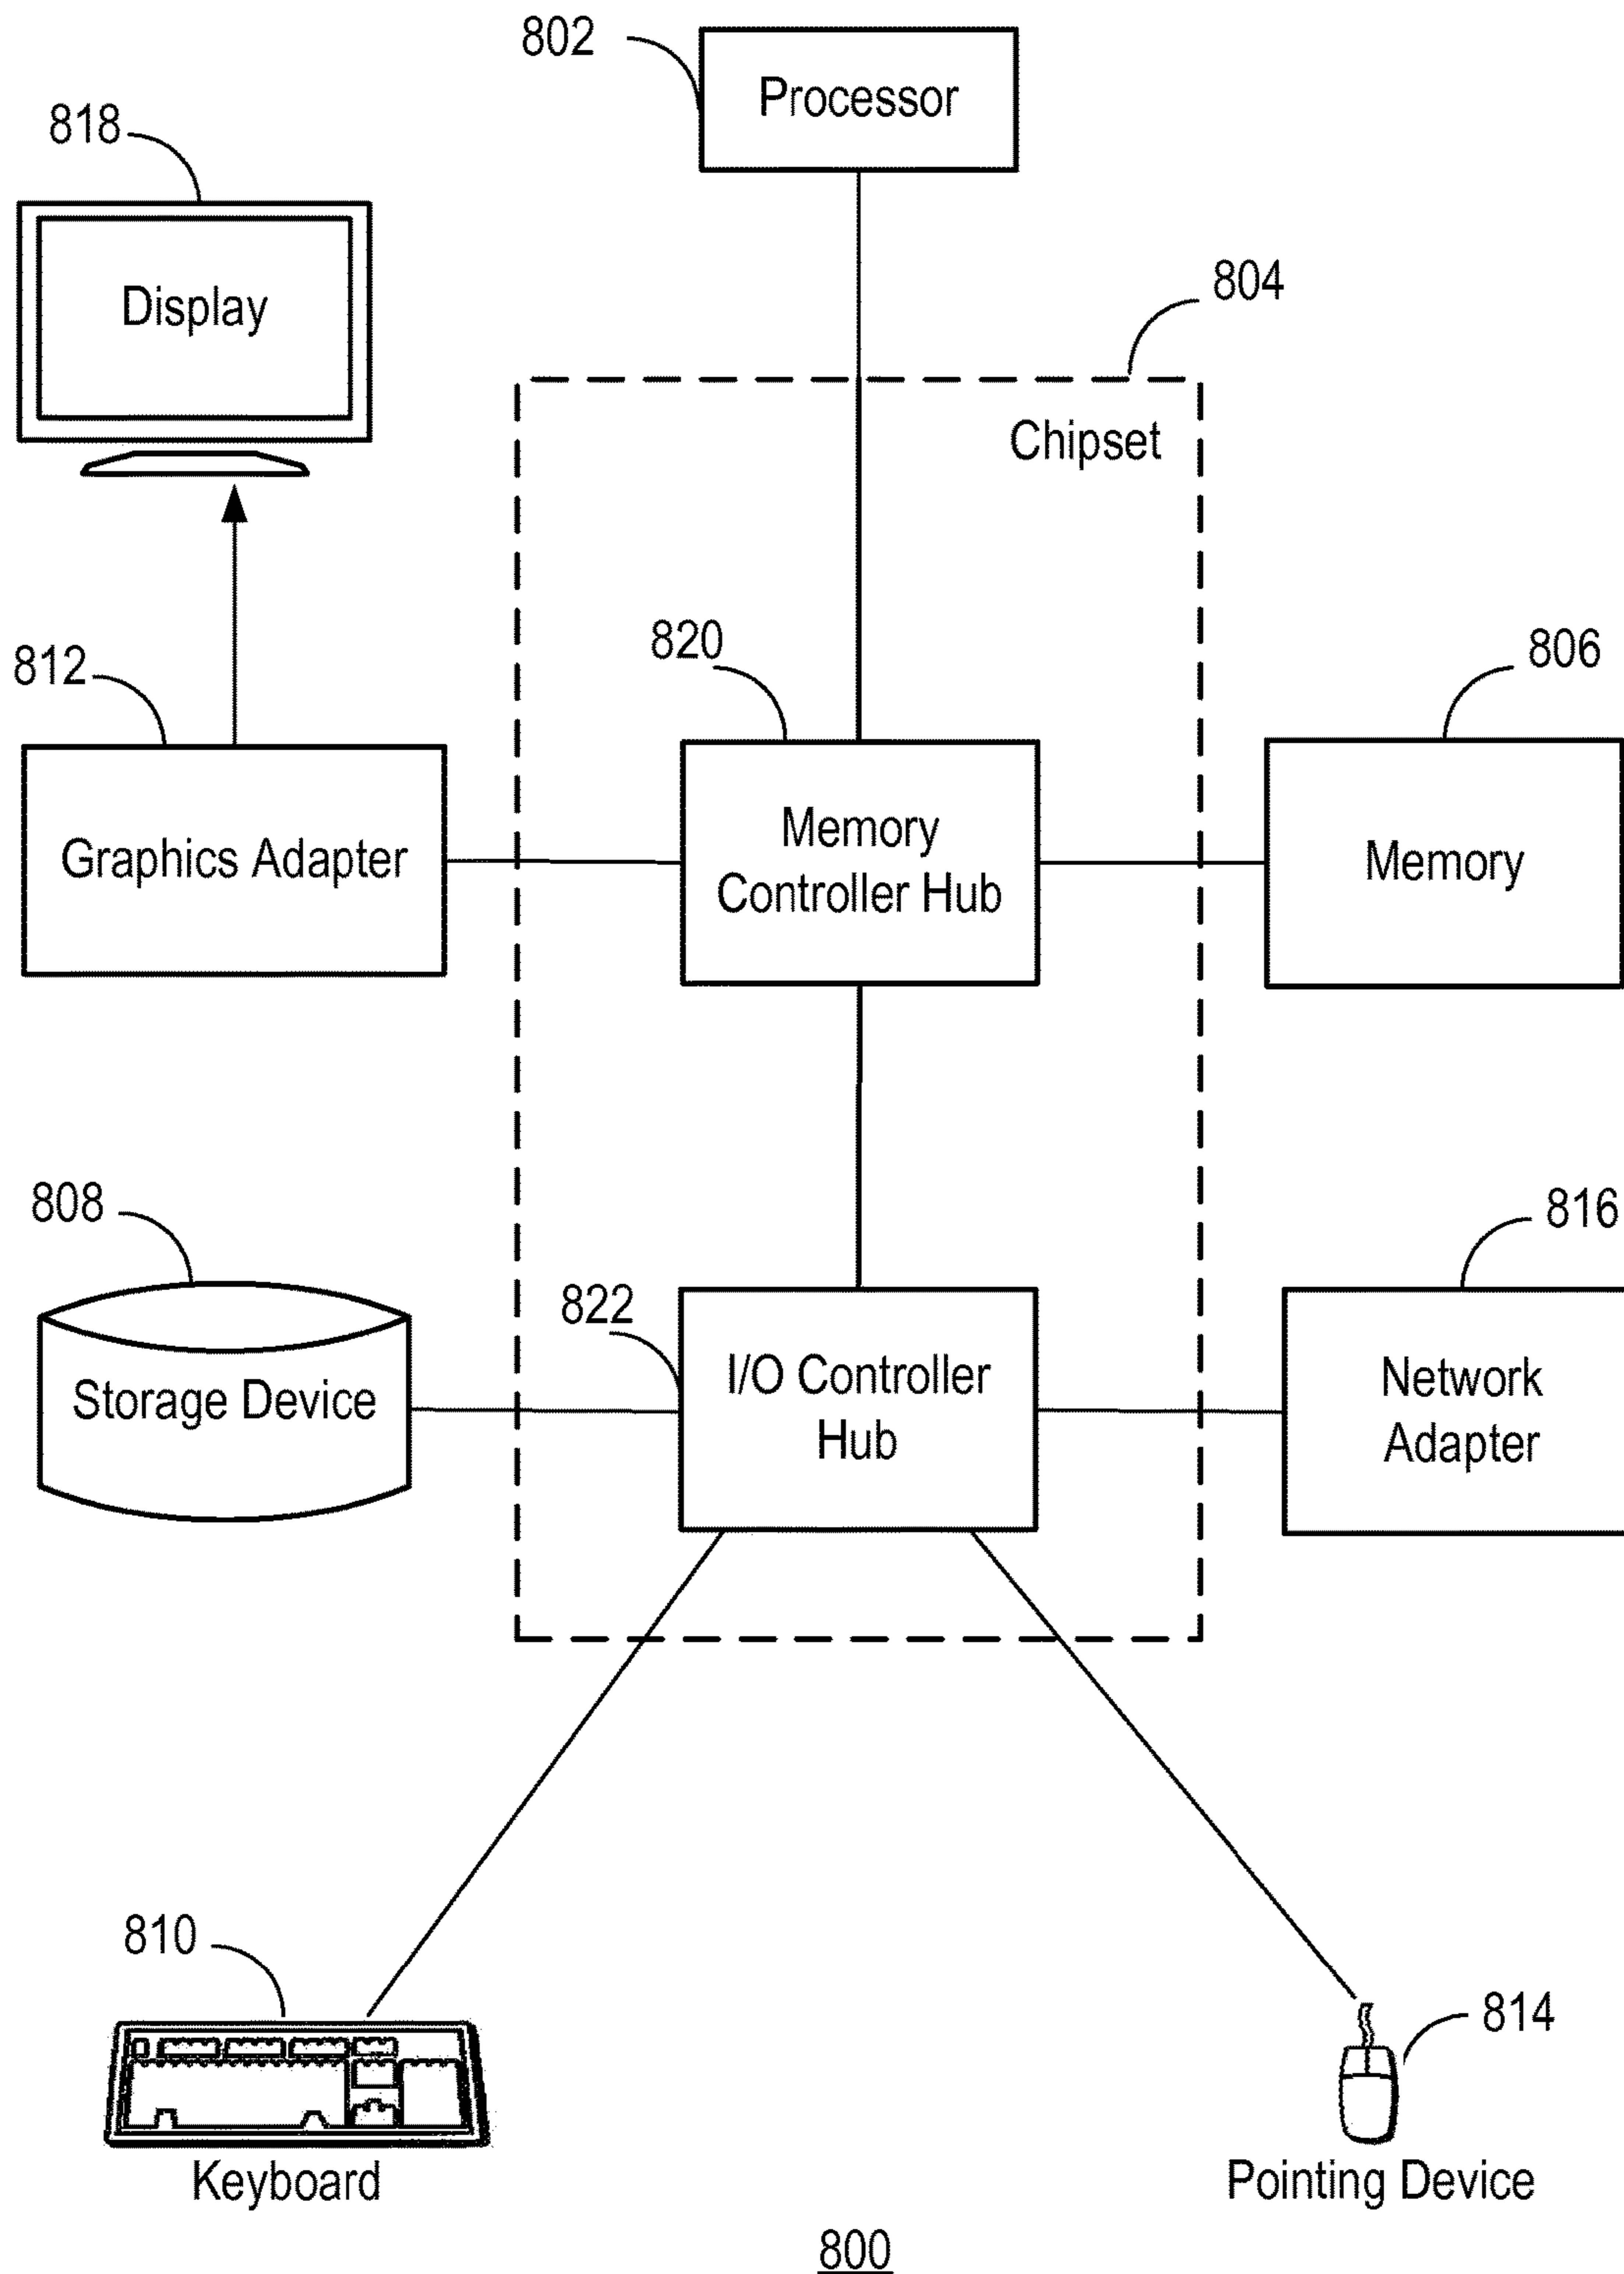 802
Processor
818
Display
804
Chipset
812
820
806
Graphics Adapter
Memory
Controller Hub
Memory
808
822
816
Storage Device
I/O Controller
Hub
Network
Adapter
810
Keyboard
814
Pointing Device
800